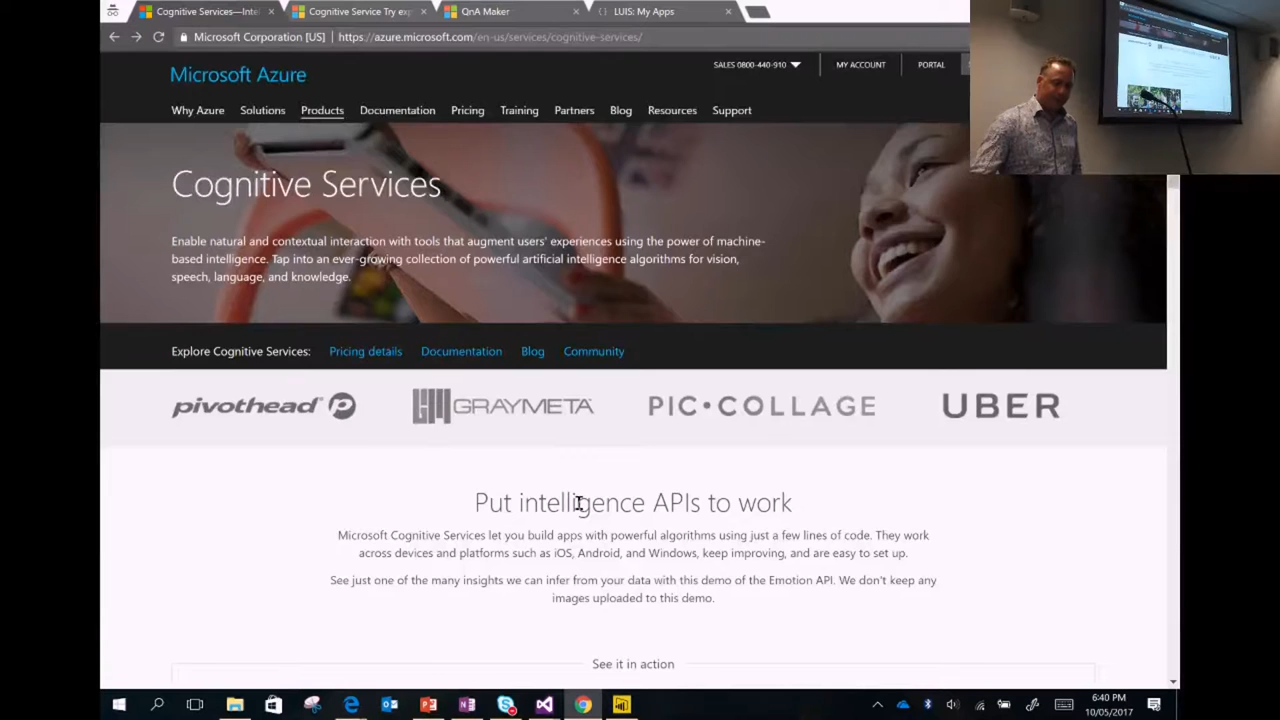 Cognitive Services—Inte
Cognitive Service Try exp
QnA Maker
LUIS: My Apps
Microsoft Corporation [US]
https://azure.microsoft.com/en-us/services/cognitive-services/
Microsoft Azure
SALES 0800-440-910
MY ACCOUNT
PORTAL
Why Azure
Solutions
Products
Documentation
Pricing
Training
Partners
Blog
Resources
Support
Cognitive Services
Enable natural and contextual interaction with tools that augment users' experiences using the power of machine-
based intelligence. Tap into an ever-growing collection of powerful artificial intelligence algorithms for vision,
speech, language, and knowledge.
Explore Cognitive Services:
Pricing details
Documentation
Blog
Community
pivothead
GRAYMETA
PIC•COLLAGE
UBER
Put intelligence APIs to work
Microsoft Cognitive Services let you build apps with powerful algorithms using just a few lines of code. They work
across devices and platforms such as iOS, Android, and Windows, keep improving, and are easy to set up.
See just one of the many insights we can infer from your data with this demo of the Emotion API. We don't keep any
images uploaded to this demo.
See it in action
6:40 PM
10/05/2017